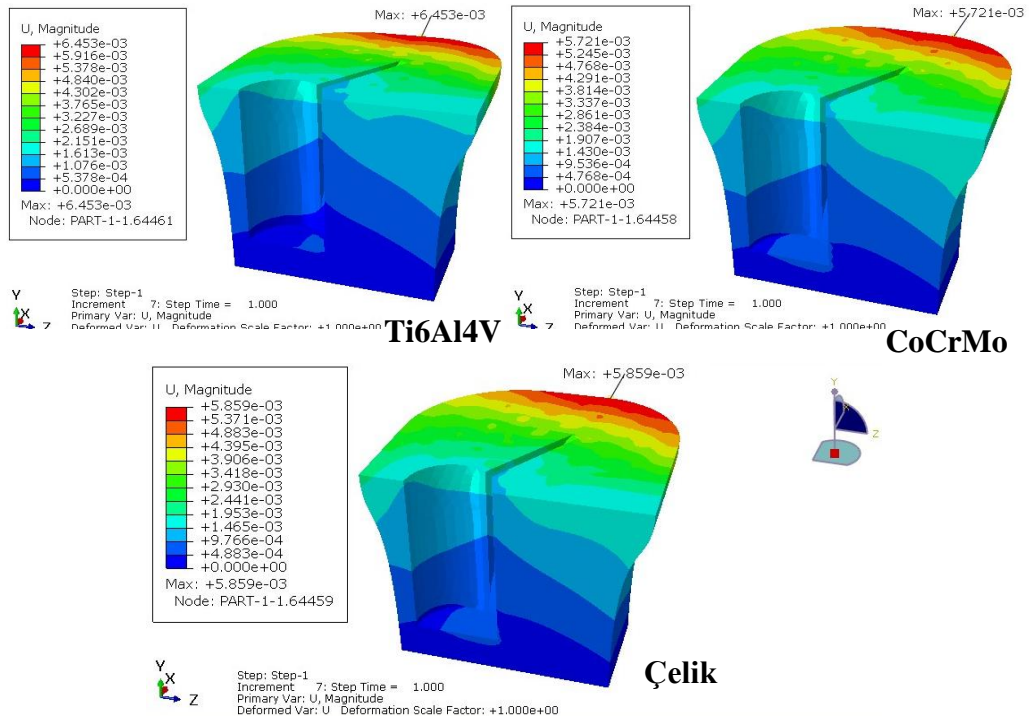 Max: +6.453e-03
U, Magnitude
+6.453e-03
+5.916e-03
+5.378e-03
+4.840e-03
+4.302e-03
+3.765e-03
+3.227e-03
+2.689e-03
+2.151e-03
+1.613e-03
+1.076e-03
+5.378e-04
+0.000e+00
Max: +6.453e-03
Node: PART-1-1.64461
Y
X
Z
Step: Step-1
Increment 7: Step Time = 1.000
Primary Var: U, Magnitude
Deformed Var: U Deformation Scale Factor: +1.000e+00
Ti6Al4V
Max: +5.721e-03
U, Magnitude
+5.721e-03
+5.245e-03
+4.768e-03
+4.291e-03
+3.814e-03
+3.337e-03
+2.861e-03
+2.384e-03
+1.907e-03
+1.430e-03
+9.536e-04
+4.768e-04
+0.000e+00
Max: +5.721e-03
Node: PART-1-1.64458
Y
X
Z
Step: Step-1
Increment 7: Step Time = 1.000
Primary Var: U, Magnitude
Deformed Var: U Deformation Scale Factor: +1.000e+00
CoCrMo
Max: +5.859e-03
U, Magnitude
+5.859e-03
+5.371e-03
+4.883e-03
+4.395e-03
+3.906e-03
+3.418e-03
+2.930e-03
+2.441e-03
+1.953e-03
+1.465e-03
+9.766e-04
+4.883e-04
+0.000e+00
Max: +5.859e-03
Node: PART-1-1.64459
Y
X
Z
Step: Step-1
Increment 7: Step Time = 1.000
Primary Var: U, Magnitude
Deformed Var: U Deformation Scale Factor: +1.000e+00
Çelik
Y
X
Z